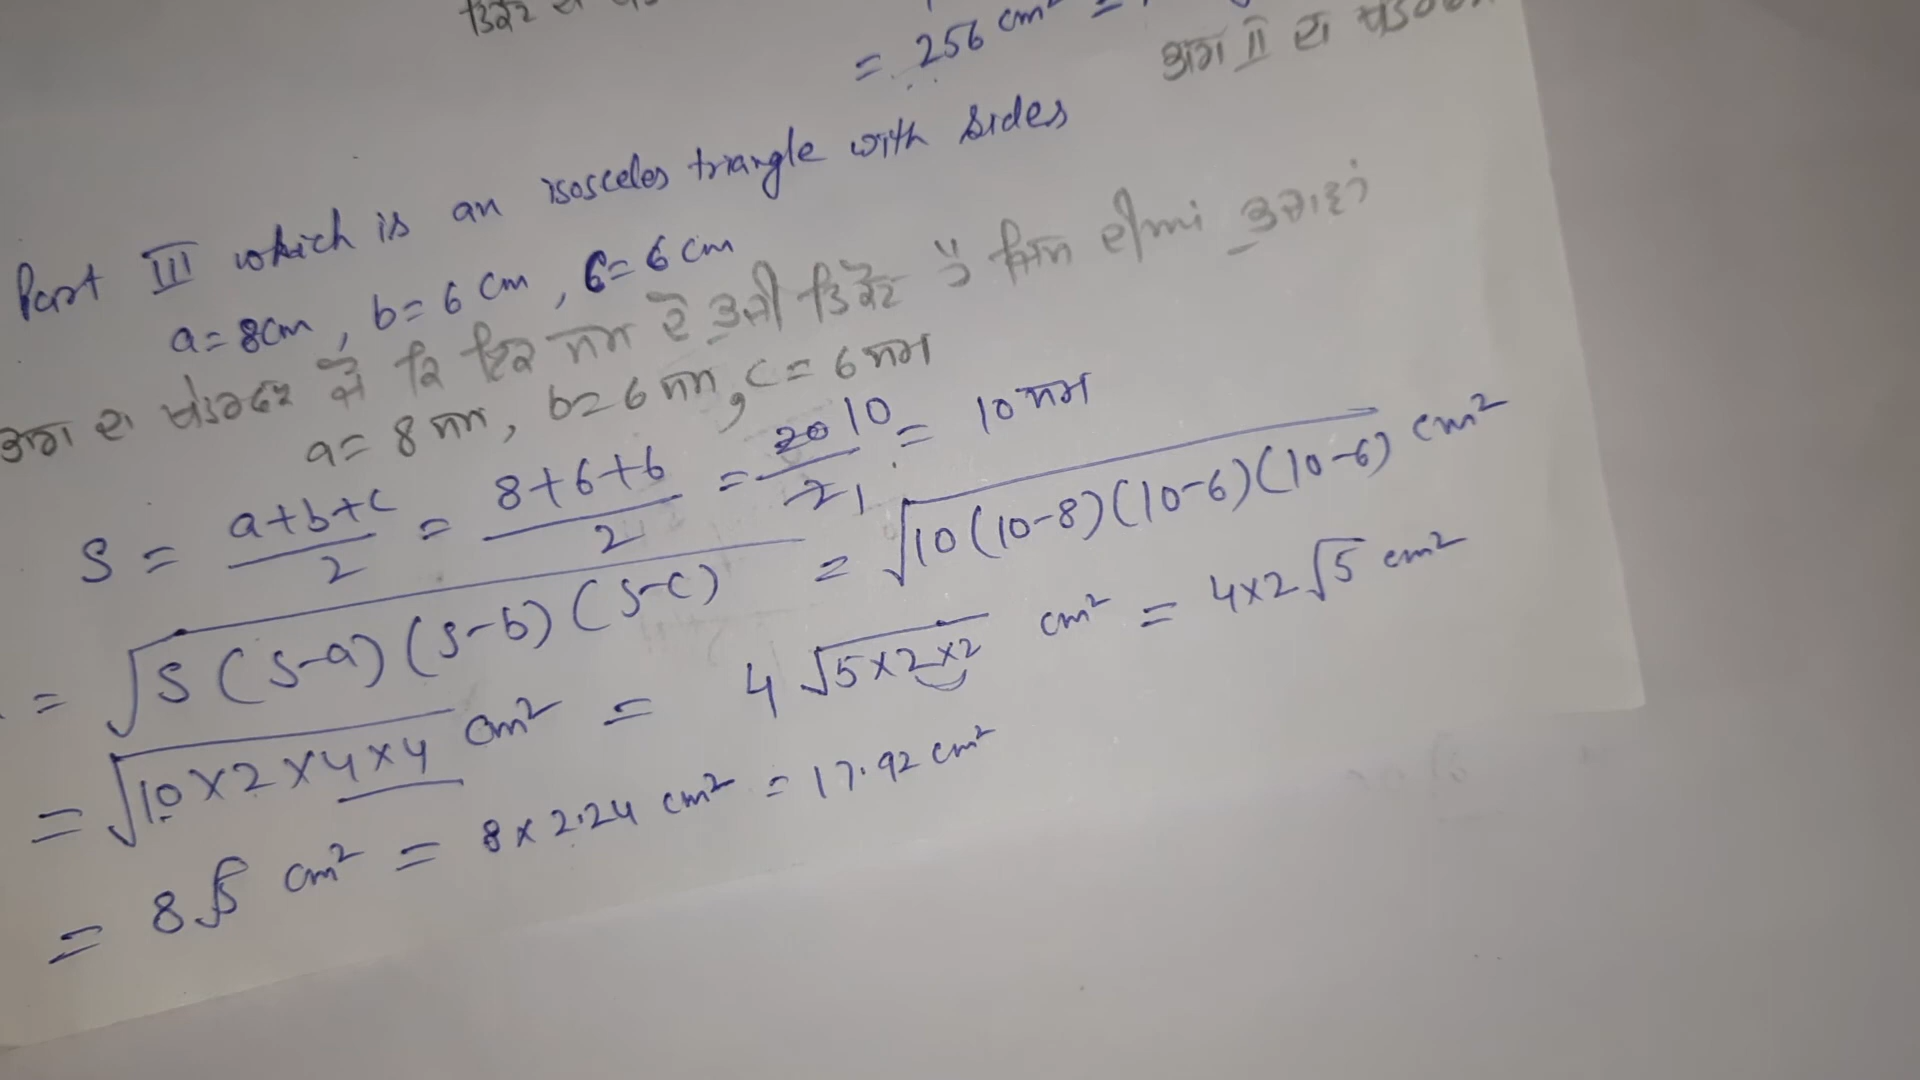 = 256 cm² =
ਭਾਗ II ਦਾ
Part III which is an isosceles triangle with sides
a = 8cm, b = 6 cm, c = 6 cm
ਭਾਗ ਦਾ ਖੇਤਰਫਲ ਜੋ ਕਿ ਇੱਕ ਸਮ ਦੋ ਭੁਜੀ ਤ੍ਰਿਭੁਜ ਹੈ ਜਿਸ ਦੀਆਂ ਭੁਜਾਵਾਂ
a = 8 ਸਮ, b = 6 ਸਮ, c = 6 ਸਮ
S = a+b+c/2 = 8+6+6/2 = 20/2 10/1 = 10 ਸਮ
= √S(S-a)(S-b)(S-c) = √10(10-8)(10-6)(10-6) cm²
= √10×2×4×4 cm² = 4√5×2×2 cm² = 4×2√5 cm²
= 8√5 cm² = 8 × 2.24 cm² = 17.92 cm²